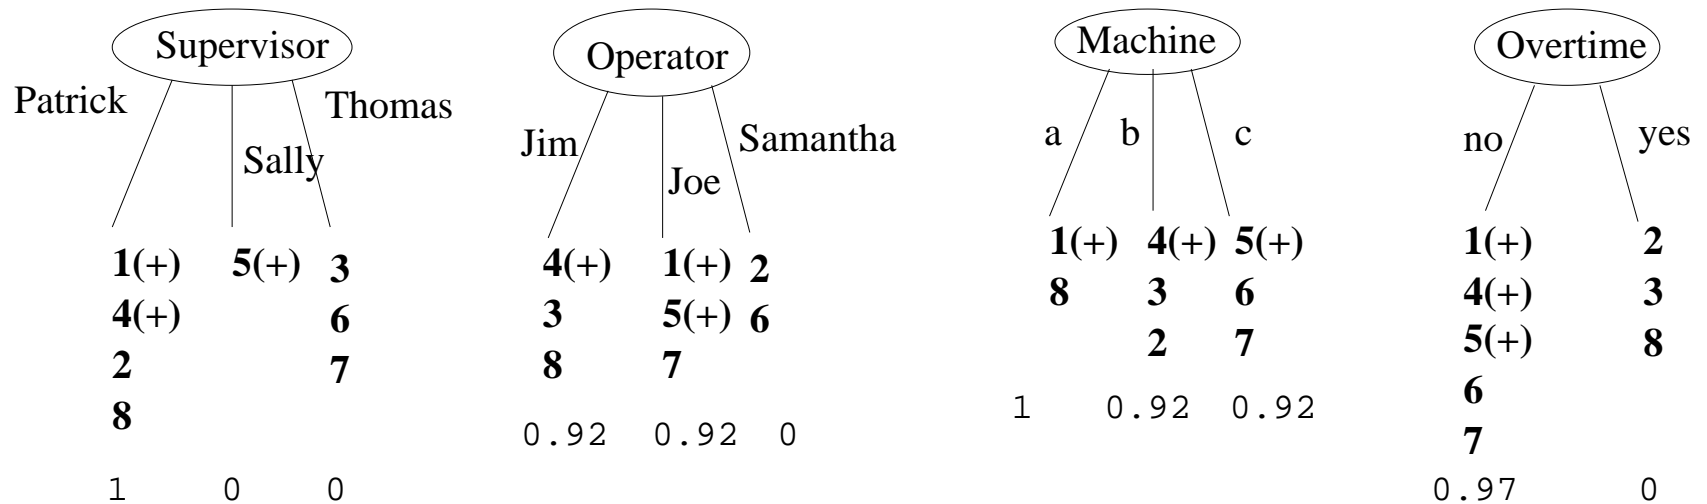 Supervisor
Patrick
Sally
Thomas
1(+) 5(+) 3
4(+) 6
2 7
8
1 0 0
Operator
Jim
Joe
Samantha
4(+) 1(+) 2
3 5(+) 6
8 7
0.92 0.92 0
Machine
a b c
1(+) 4(+) 5(+)
8 3 6
2 7
1 0.92 0.92
Overtime
no yes
1(+) 2
4(+) 3
5(+) 8
6
7
0.97 0